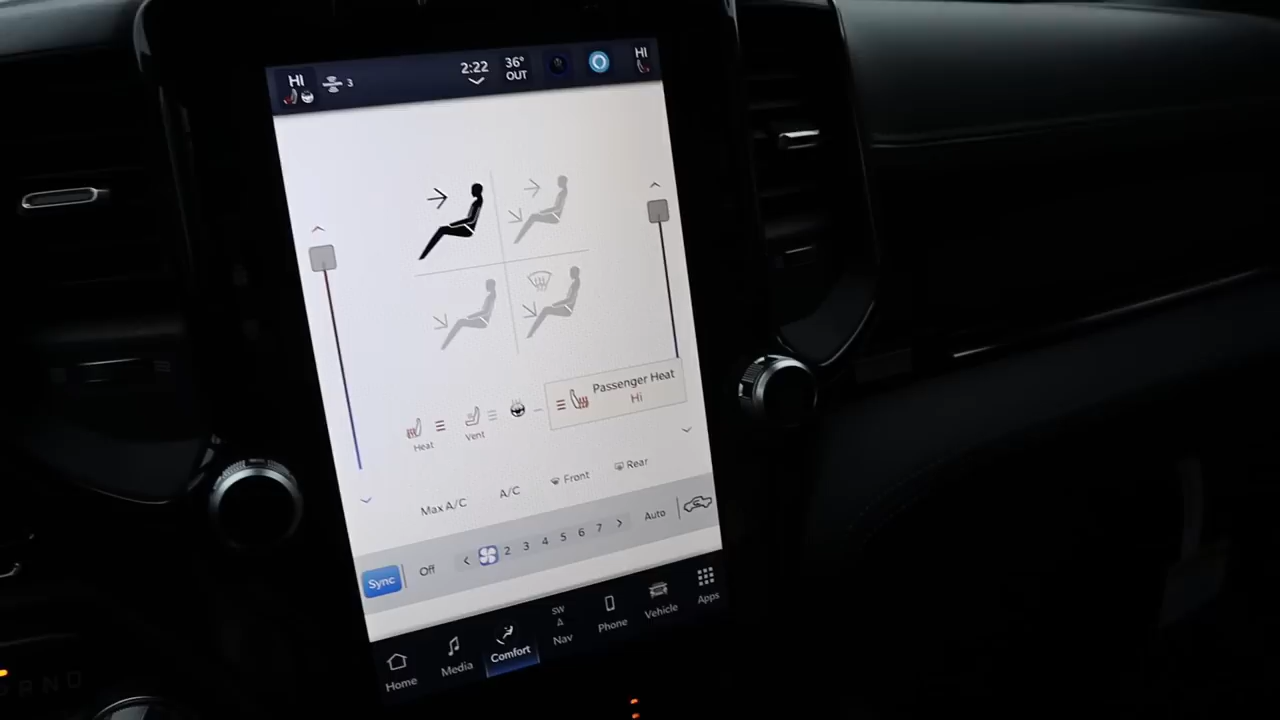 HI
3
2:22
36°
OUT
HI
Passenger Heat
Hi
Heat
Vent
Max A/C
A/C
Front
Rear
Sync
Off
2 3 4 5 6 7
Auto
Home
Media
Comfort
SW
Nav
Phone
Vehicle
Apps
R N D